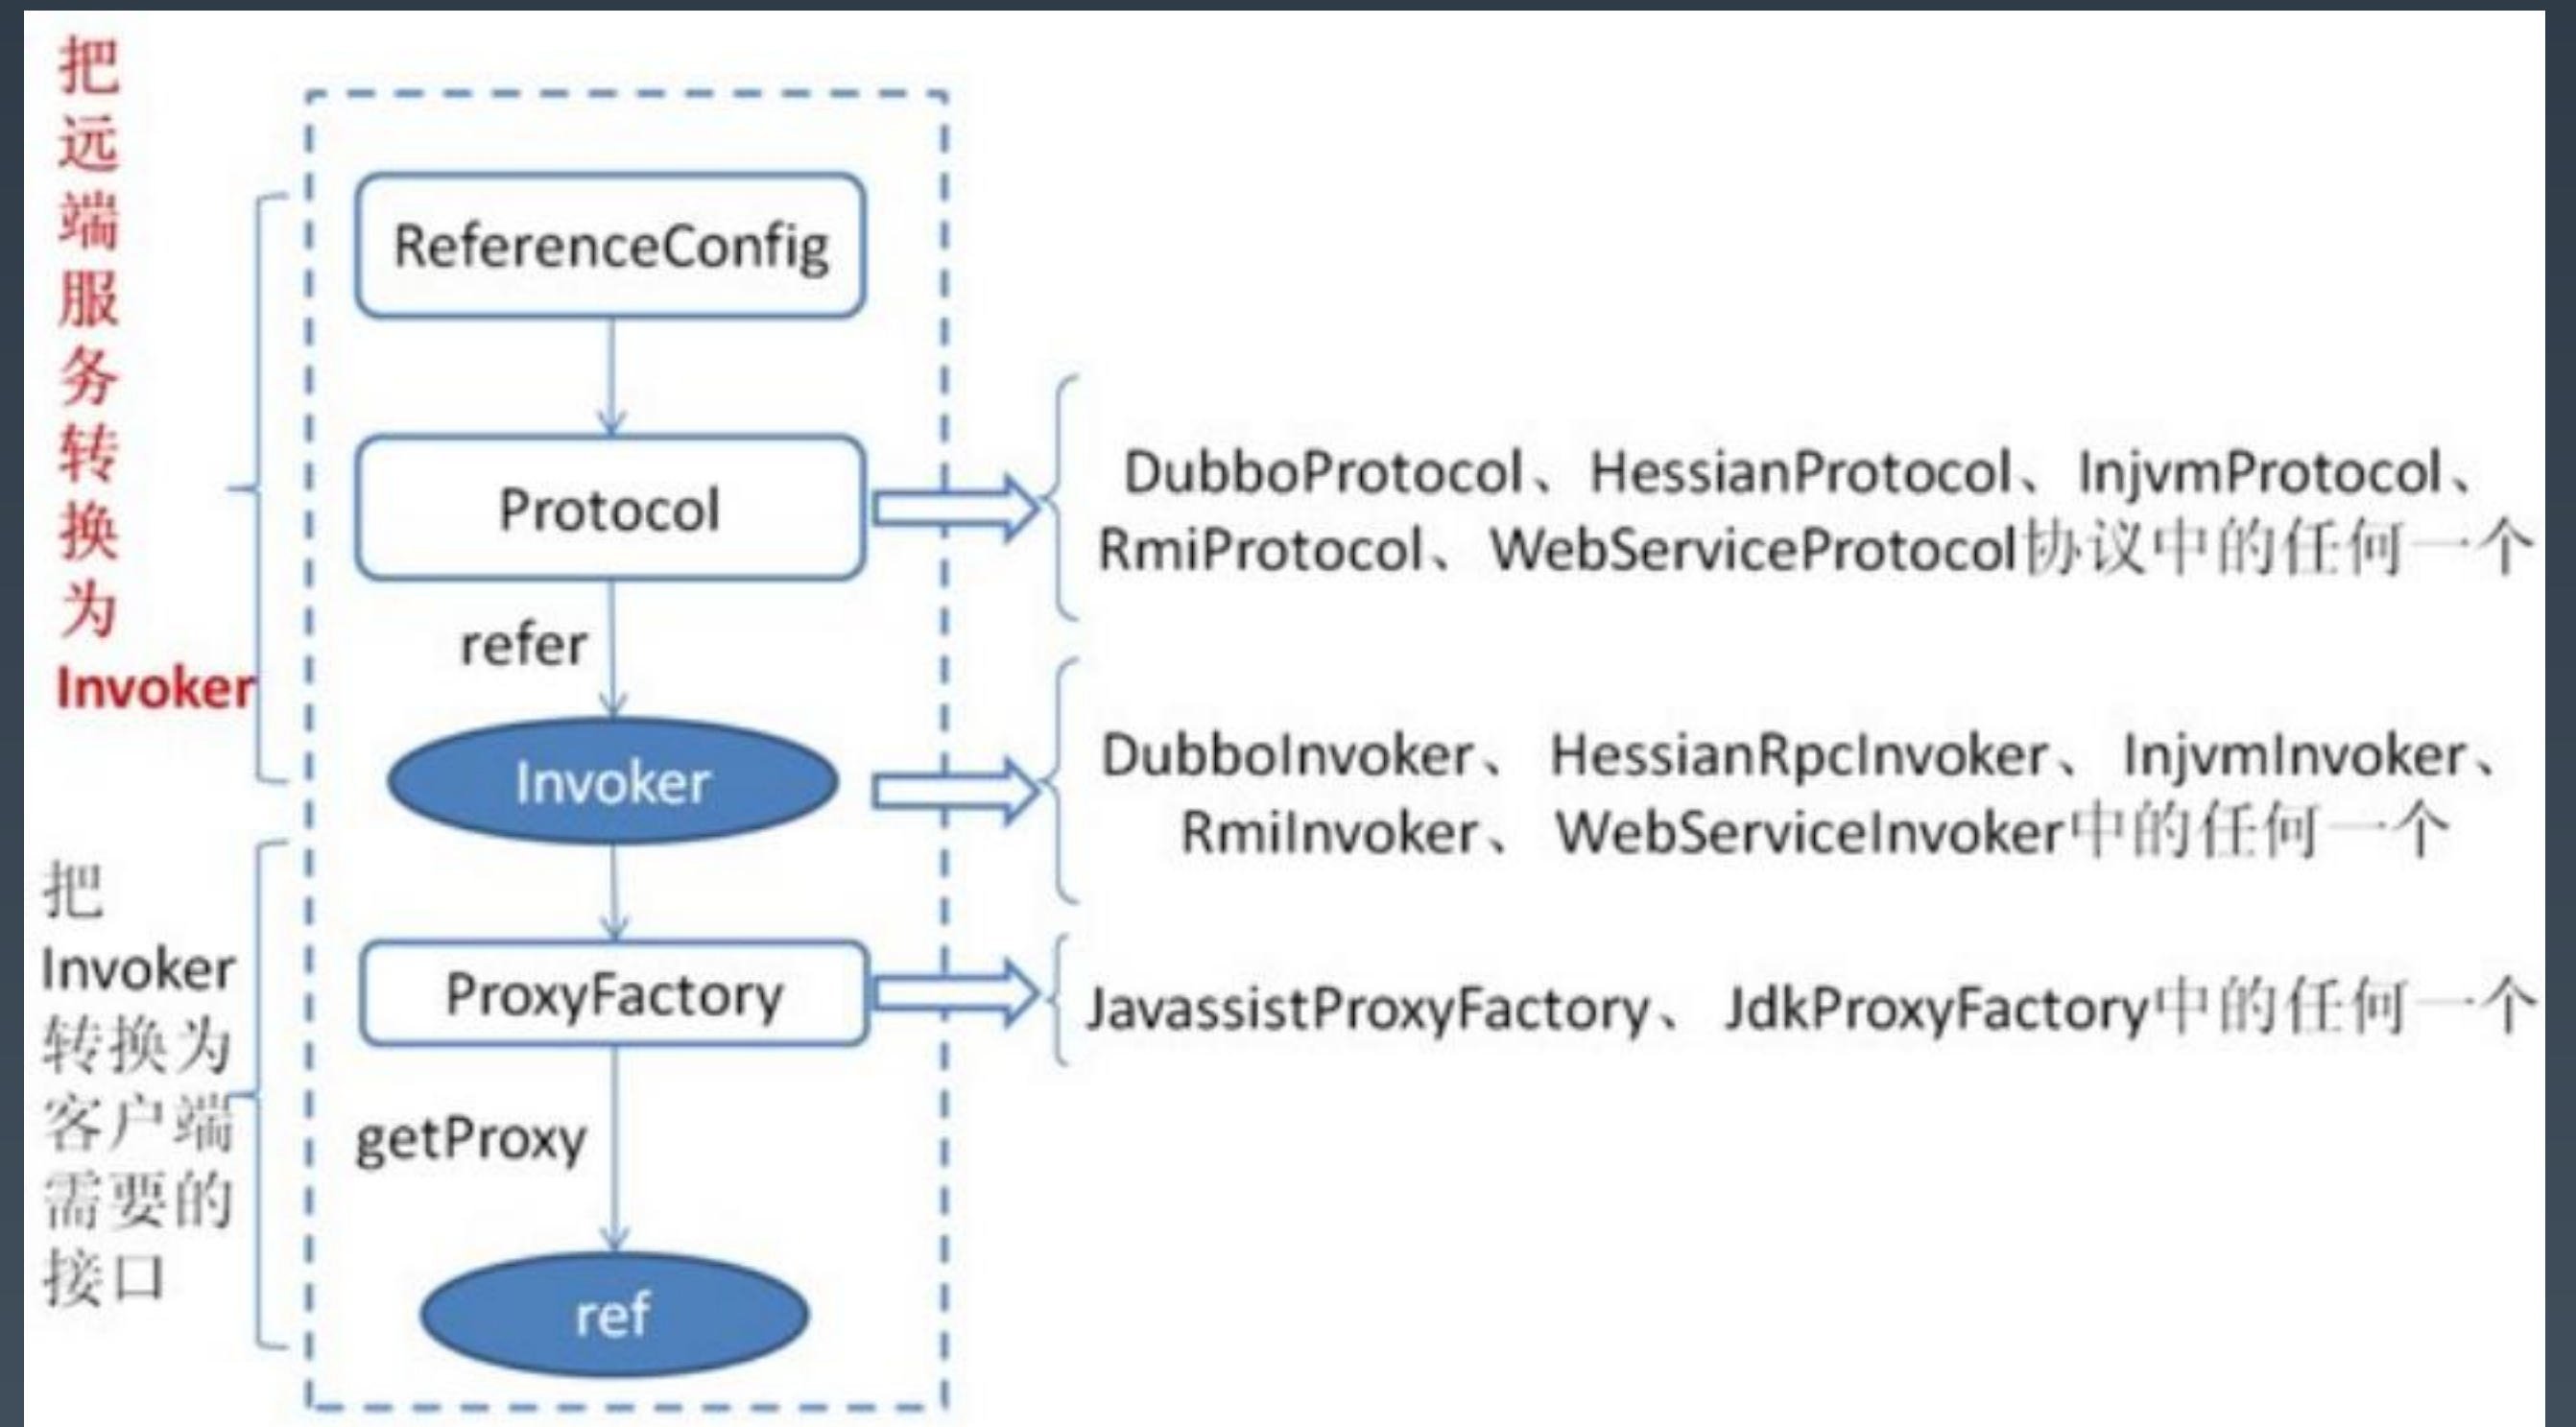 把
远
端
服
务
转
换
为
Invoker
ReferenceConfig
Protocol
DubboProtocol、HessianProtocol、InjvmProtocol、
RmiProtocol、WebServiceProtocol协议中的任何一个
refer
Invoker
DubboInvoker、 HessianRpcInvoker、 InjvmInvoker、
RmiInvoker、 WebServiceInvoker中的任何一个
把
Invoker
转换为
客户端
需要的
接口
ProxyFactory
JavassistProxyFactory、 JdkProxyFactory中的任何一个
getProxy
ref